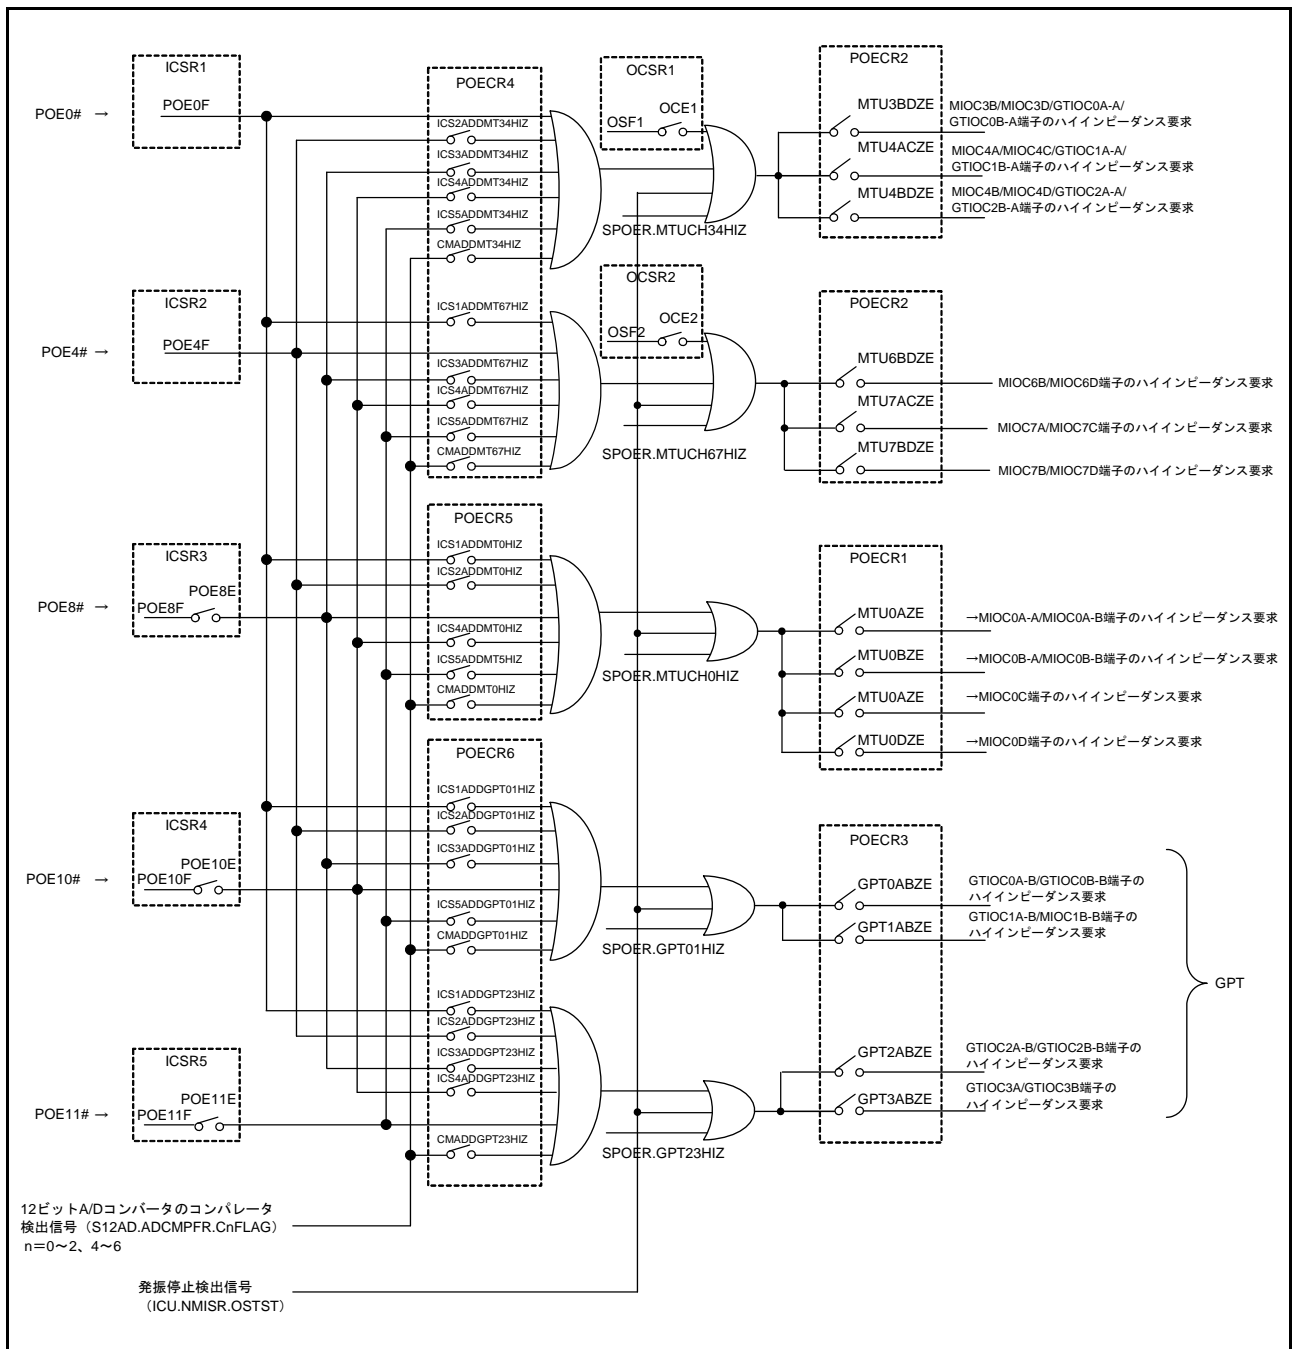 ICSR1
POE0#　→
POE0F
POECR4
ICS2ADDMT34HIZ
ICS3ADDMT34HIZ
ICS4ADDMT34HIZ
ICS5ADDMT34HIZ
CMADDMT34HIZ
OCSR1
OCE1
OSF1
SPOER.MTUCH34HIZ
POECR2
MTU3BDZE
MIOC3B/MIOC3D/GTIOC0A-A/
GTIOC0B-A端子のハイインピーダンス要求
MTU4ACZE
MIOC4A/MIOC4C/GTIOC1A-A/
GTIOC1B-A端子のハイインピーダンス要求
MTU4BDZE
MIOC4B/MIOC4D/GTIOC2A-A/
GTIOC2B-A端子のハイインピーダンス要求
ICSR2
POE4#　→
POE4F
ICS1ADDMT67HIZ
ICS3ADDMT67HIZ
ICS4ADDMT67HIZ
ICS5ADDMT67HIZ
CMADDMT67HIZ
OCSR2
OCE2
OSF2
SPOER.MTUCH67HIZ
POECR2
MTU6BDZE
MIOC6B/MIOC6D端子のハイインピーダンス要求
MTU7ACZE
MIOC7A/MIOC7C端子のハイインピーダンス要求
MTU7BDZE
MIOC7B/MIOC7D端子のハイインピーダンス要求
ICSR3
POE8#　→
POE8E
POE8F
POECR5
ICS1ADDMT0HIZ
ICS2ADDMT0HIZ
ICS4ADDMT0HIZ
ICS5ADDMT5HIZ
CMADDMT0HIZ
SPOER.MTUCH0HIZ
POECR1
MTU0AZE
→MIOC0A-A/MIOC0A-B端子のハイインピーダンス要求
MTU0BZE
→MIOC0B-A/MIOC0B-B端子のハイインピーダンス要求
MTU0AZE
→MIOC0C端子のハイインピーダンス要求
MTU0DZE
→MIOC0D端子のハイインピーダンス要求
ICSR4
POE10#　→
POE10E
POE10F
POECR6
ICS1ADDGPT01HIZ
ICS2ADDGPT01HIZ
ICS3ADDGPT01HIZ
ICS5ADDGPT01HIZ
CMADDGPT01HIZ
SPOER.GPT01HIZ
POECR3
GPT0ABZE
GTIOC0A-B/GTIOC0B-B端子の
ハイインピーダンス要求
GPT1ABZE
GTIOC1A-B/MIOC1B-B端子の
ハイインピーダンス要求
GPT
ICSR5
POE11#　→
POE11E
POE11F
ICS1ADDGPT23HIZ
ICS2ADDGPT23HIZ
ICS3ADDGPT23HIZ
ICS4ADDGPT23HIZ
CMADDGPT23HIZ
SPOER.GPT23HIZ
GPT2ABZE
GTIOC2A-B/GTIOC2B-B端子の
ハイインピーダンス要求
GPT3ABZE
GTIOC3A/GTIOC3B端子の
ハイインピーダンス要求
12ビットA/Dコンバータのコンパレータ
検出信号（S12AD.ADCMPFR.CnFLAG）
n＝0～2、4～6
発振停止検出信号
（ICU.NMISR.OSTST）